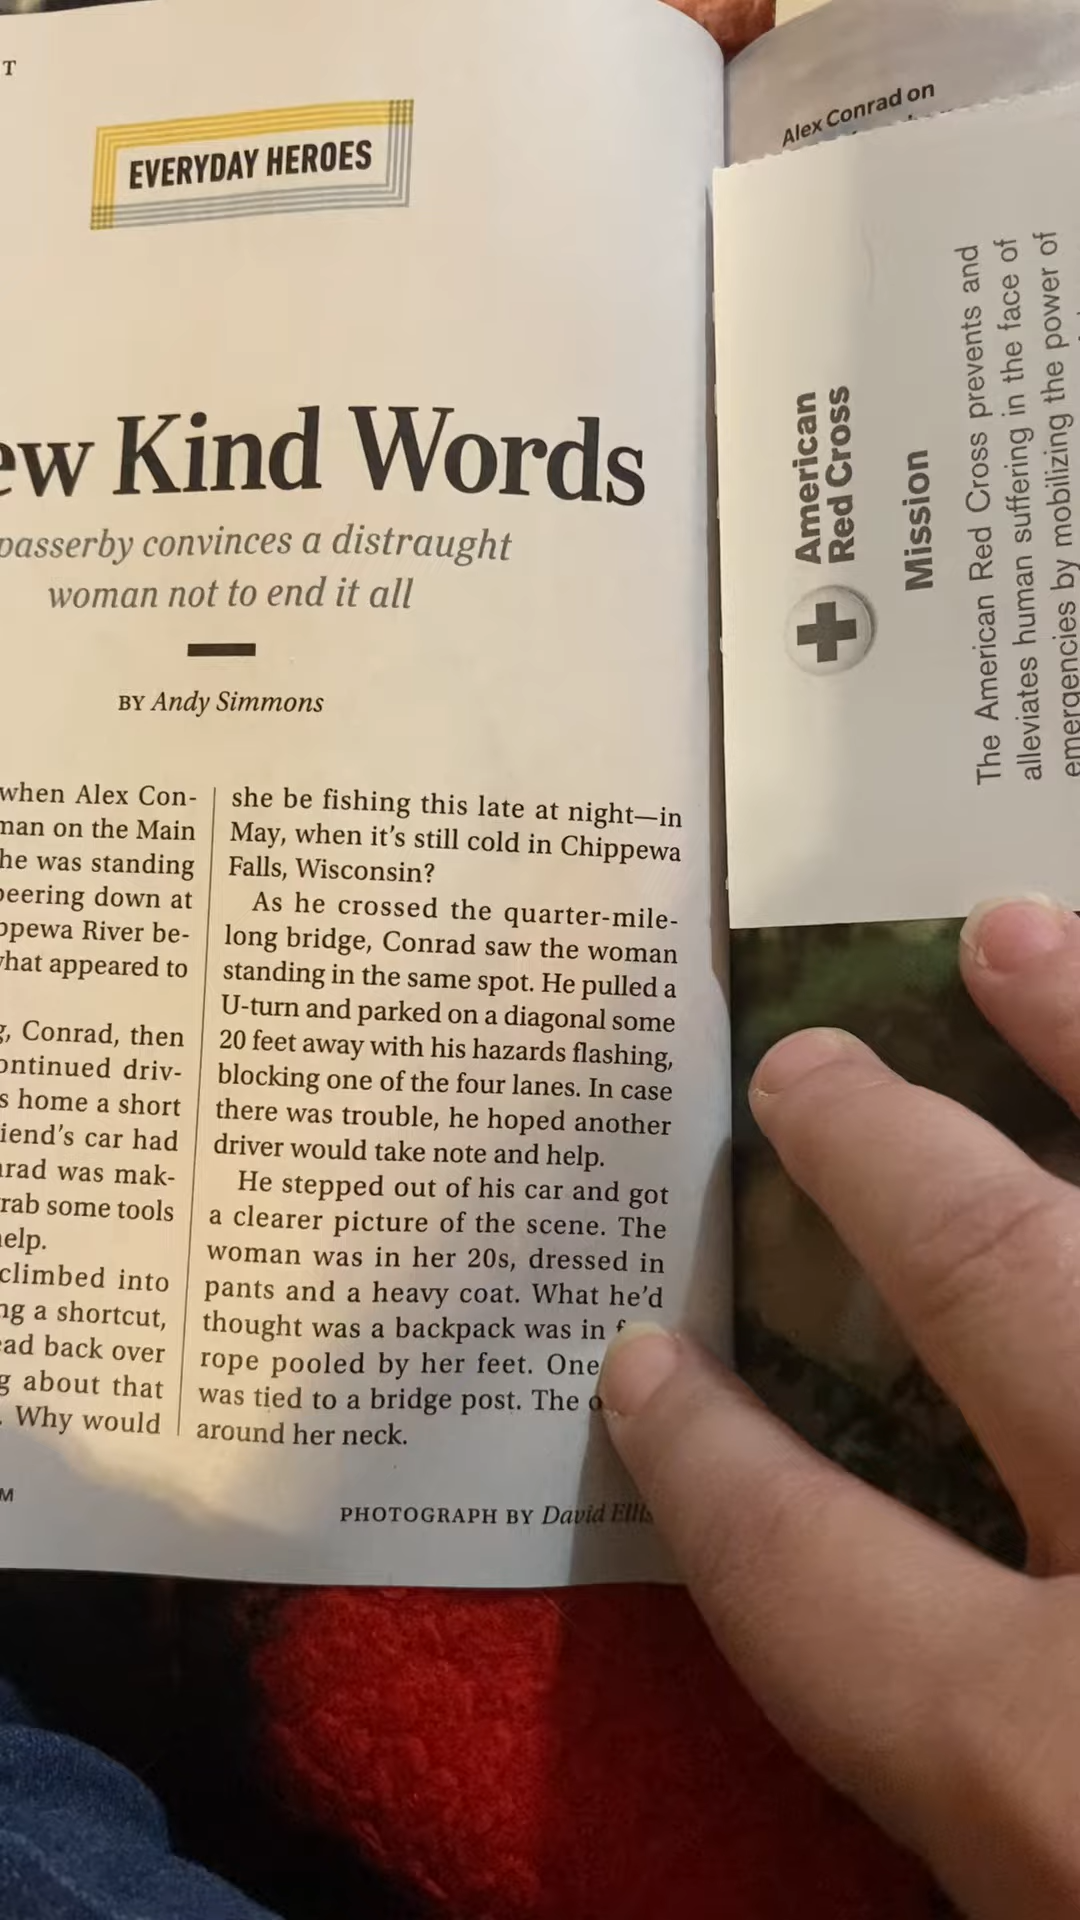 T
EVERYDAY HEROES
ew Kind Words
passerby convinces a distraught
woman not to end it all
BY Andy Simmons
when Alex Con-
man on the Main
he was standing
peering down at
ppewa River be-
what appeared to
g, Conrad, then
ontinued driv-
s home a short
riend's car had
nrad was mak-
rab some tools
help.
climbed into
ng a shortcut,
ead back over
g about that
. Why would
she be fishing this late at night—in
May, when it's still cold in Chippewa
Falls, Wisconsin?
As he crossed the quarter-mile-
long bridge, Conrad saw the woman
standing in the same spot. He pulled a
U-turn and parked on a diagonal some
20 feet away with his hazards flashing,
blocking one of the four lanes. In case
there was trouble, he hoped another
driver would take note and help.
He stepped out of his car and got
a clearer picture of the scene. The
woman was in her 20s, dressed in
pants and a heavy coat. What he'd
thought was a backpack was in
rope pooled by her feet. One
was tied to a bridge post. The
around her neck.
M
PHOTOGRAPH BY David
Alex Conrad on
American
Red Cross
Mission
The American Red Cross prevents and
alleviates human suffering in the face of
emergencies by mobilizing the power of